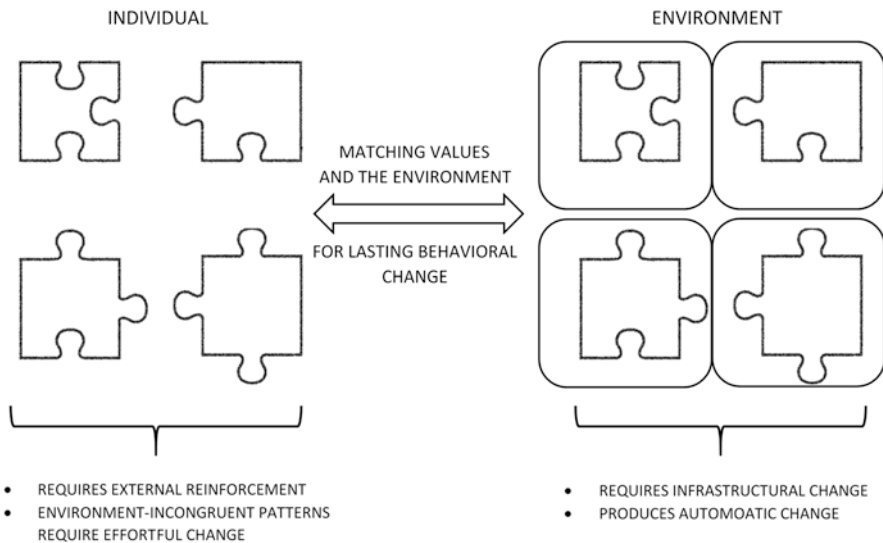 INDIVIDUAL
ENVIRONMENT
MATCHING VALUES
AND THE ENVIRONMENT
FOR LASTING BEHAVIORAL
CHANGE
• REQUIRES EXTERNAL REINFORCEMENT
• ENVIRONMENT-INCONGRUENT PATTERNS
REQUIRE EFFORTFUL CHANGE
• REQUIRES INFRASTRUCTURAL CHANGE
• PRODUCES AUTOMOATIC CHANGE